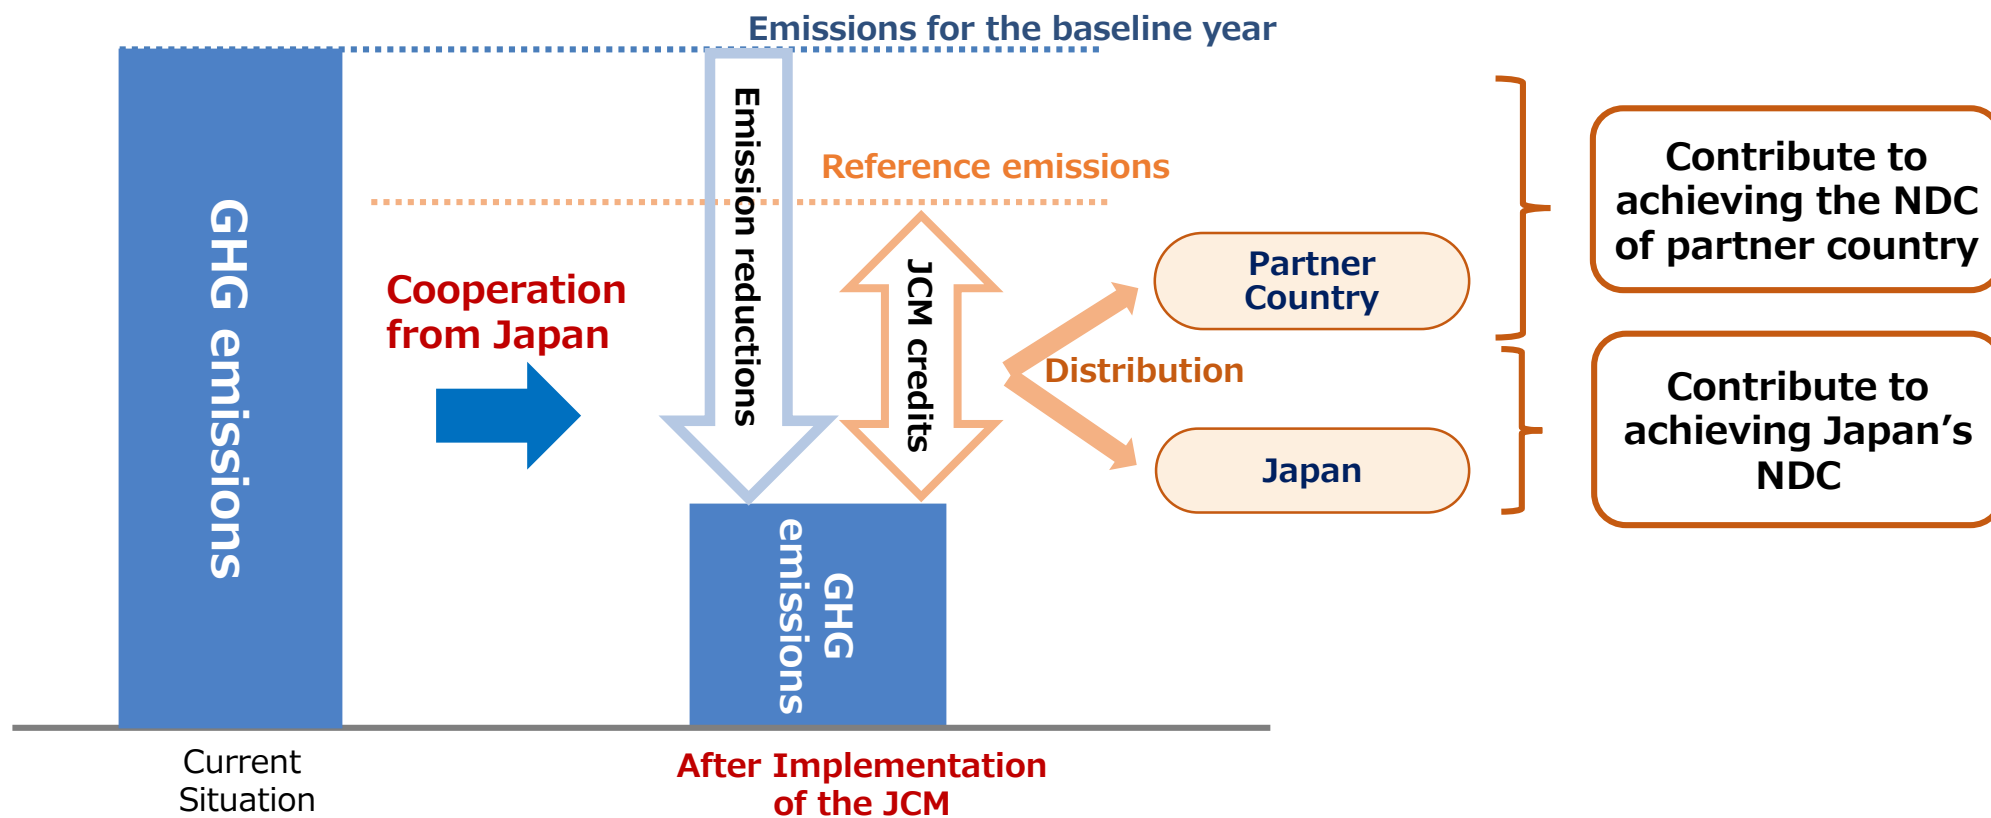 Emissions for the baseline year
GHG emissions
Cooperation
from Japan
Emission reductions
Reference emissions
JCM credits
Distribution
Partner
Country
Japan
Contribute to
achieving the NDC
of partner country
Contribute to
achieving Japan’s
NDC
GHG
emissions
Current
Situation
After Implementation
of the JCM